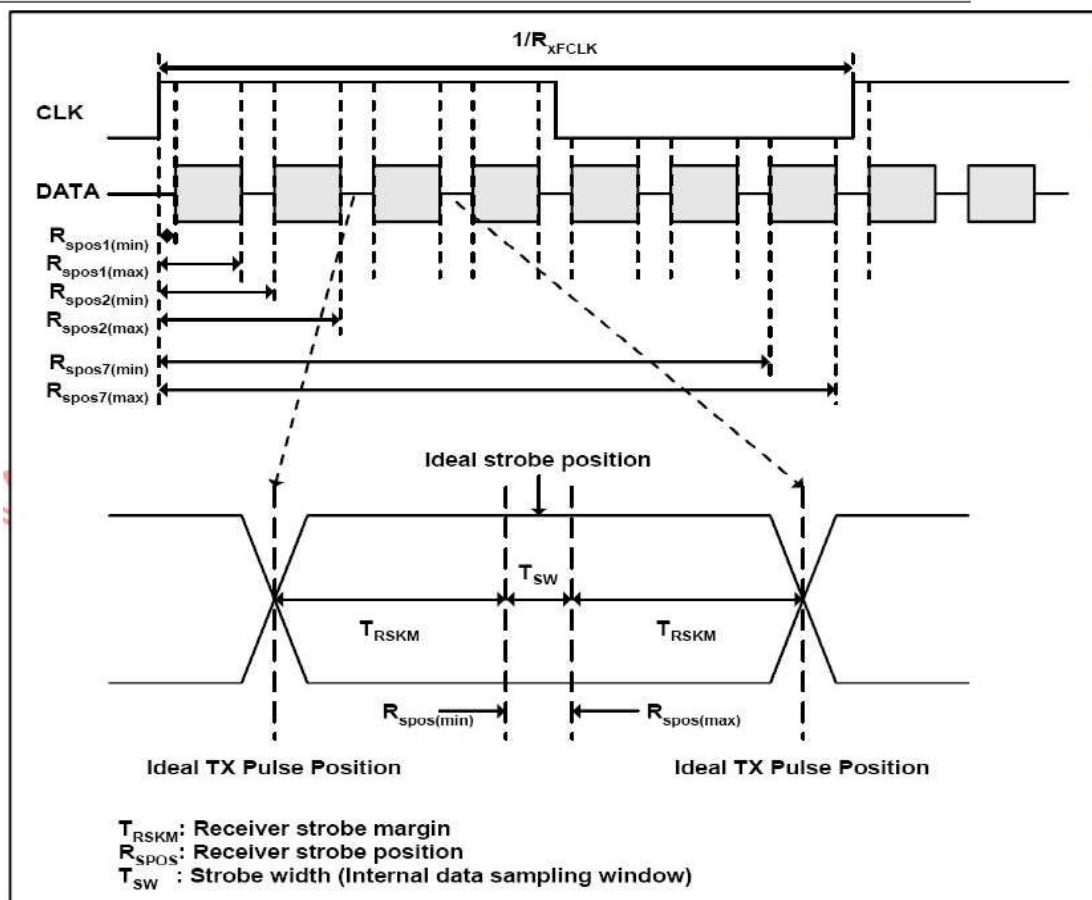 1/RxFCLK
CLK
DATA
Rspos1(min)
Rspos1(max)
Rspos2(min)
Rspos2(max)
Rspos7(min)
Rspos7(max)
Ideal strobe position
TSW
TRSKM
TRSKM
Rspos(min)
Rspos(max)
Ideal TX Pulse Position
Ideal TX Pulse Position
TRSKM: Receiver strobe margin
RSPOS: Receiver strobe position
TSW : Strobe width (Internal data sampling window)